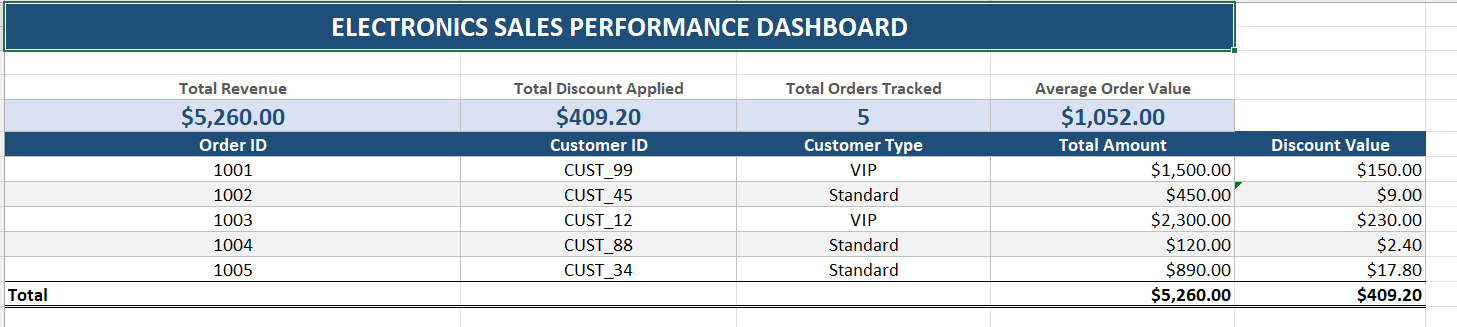 ELECTRONICS SALES PERFORMANCE DASHBOARD
Total Revenue Total Discount Applied Total Orders Tracked Average Order Value
$5,260.00 $409.20 5 $1,052.00
Order ID Customer ID Customer Type Total Amount Discount Value
1001 CUST_99 VIP $1,500.00 $150.00
1002 CUST_45 Standard $450.00 $9.00
1003 CUST_12 VIP $2,300.00 $230.00
1004 CUST_88 Standard $120.00 $2.40
1005 CUST_34 Standard $890.00 $17.80
Total $5,260.00 $409.20